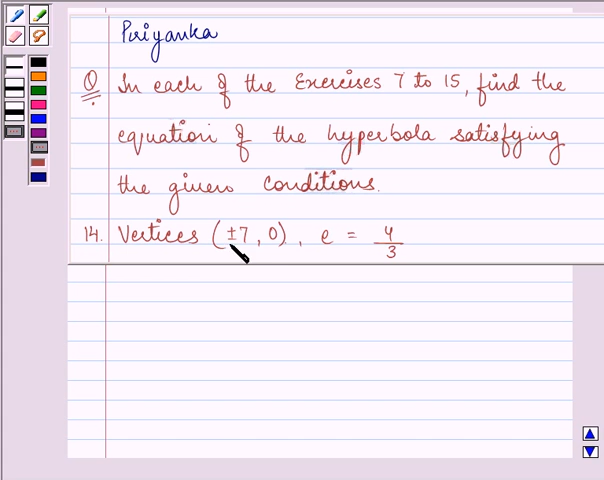 Priyanka
Q In each of the Exercises 7 to 15, find the
equation of the hyperbola satisfying
the given conditions.
14. Vertices (±7, 0), e = 4/3